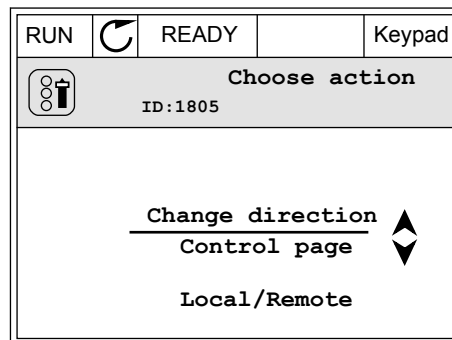 RUN READY Keypad
Choose action
ID:1805
Change direction
Control page
Local/Remote